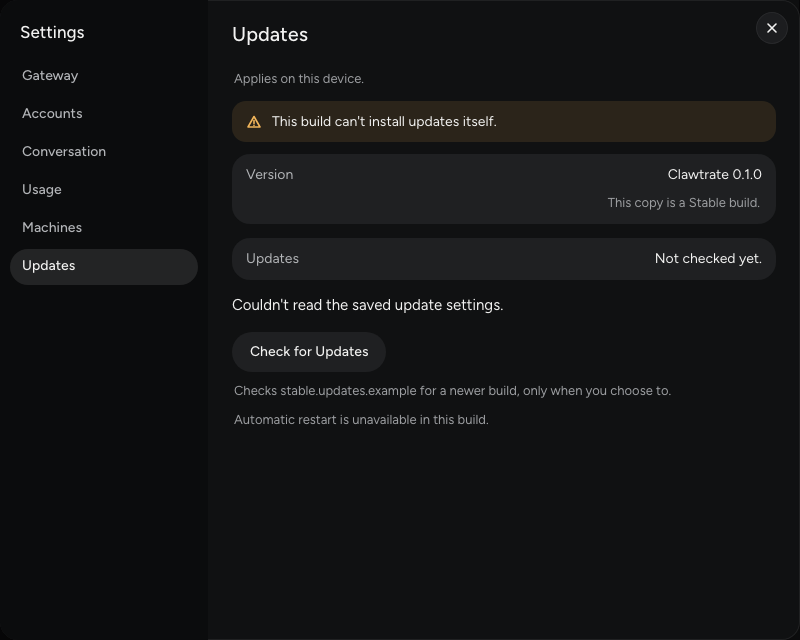 Settings
Gateway
Accounts
Conversation
Usage
Machines
Updates
Updates
Applies on this device.
This build can't install updates itself.
Version
Clawtrate 0.1.0
This copy is a Stable build.
Updates
Not checked yet.
Couldn't read the saved update settings.
Check for Updates
Checks stable.updates.example for a newer build, only when you choose to.
Automatic restart is unavailable in this build.